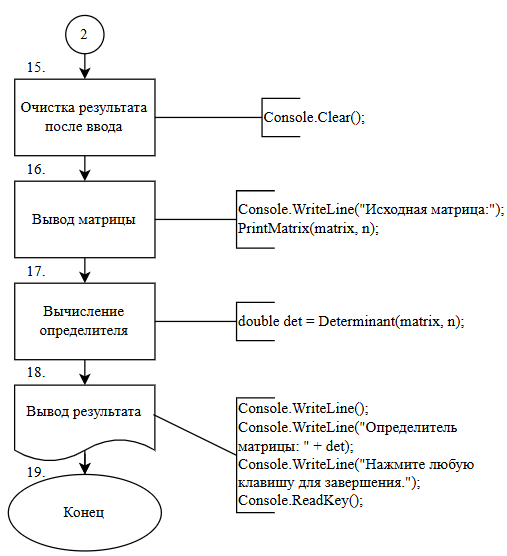 2
15.
Очистка результата
после ввода
Console.Clear();
16.
Вывод матрицы
Console.WriteLine("Исходная матрица:");
PrintMatrix(matrix, n);
17.
Вычисление
определителя
double det = Determinant(matrix, n);
18.
Вывод результата
Console.WriteLine();
Console.WriteLine("Определитель
матрицы: " + det);
Console.WriteLine("Нажмите любую
клавишу для завершения.");
Console.ReadKey();
19.
Конец